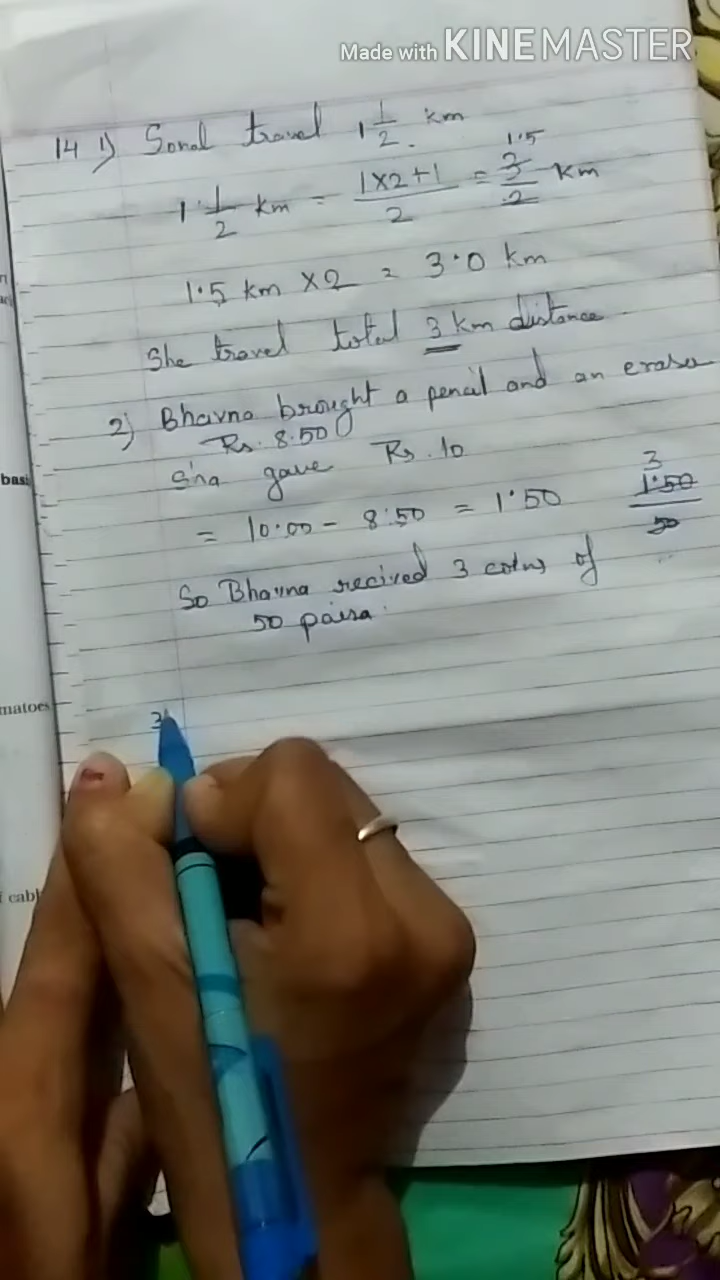 Made with KINEMASTER
14 1) Sonal travel 1 1/2 km
1 1/2 km = 1×2+1/2 = 3/2 km
1.5
1.5 km ×2 = 3.0 km
She travel total 3 km distance
2) Bhavna brought a pencil and an eraser
Rs. 8.50
gave Rs. 10
= 10.00 - 8.50 = 1.50
3
1.50
50
So Bhavna recived 3 coins of
50 paisa
basi
matoes
f cabb